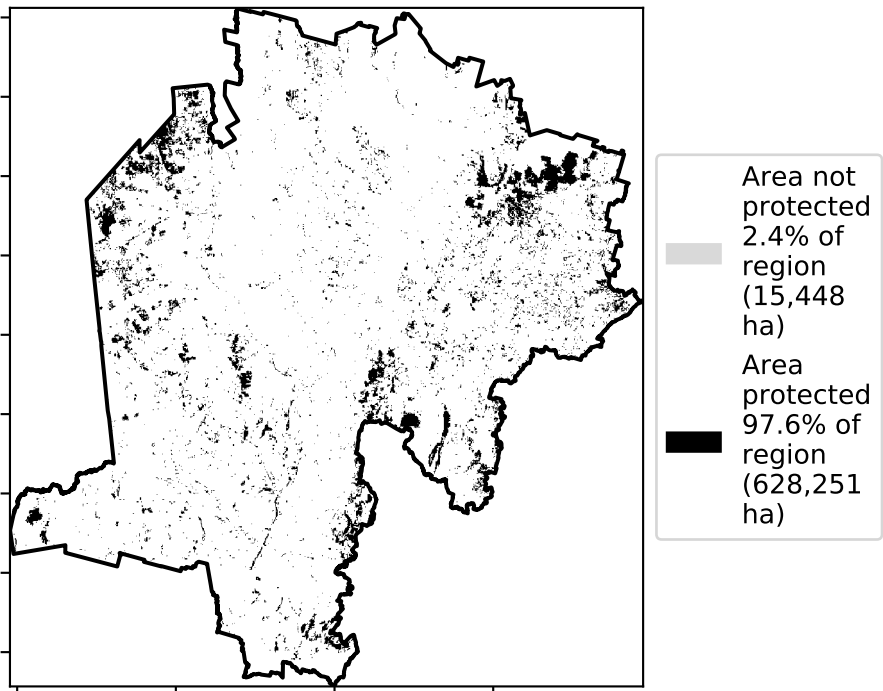 Area not
protected
2.4% of
region
(15,448
ha)
Area
protected
97.6% of
region
(628,251
ha)